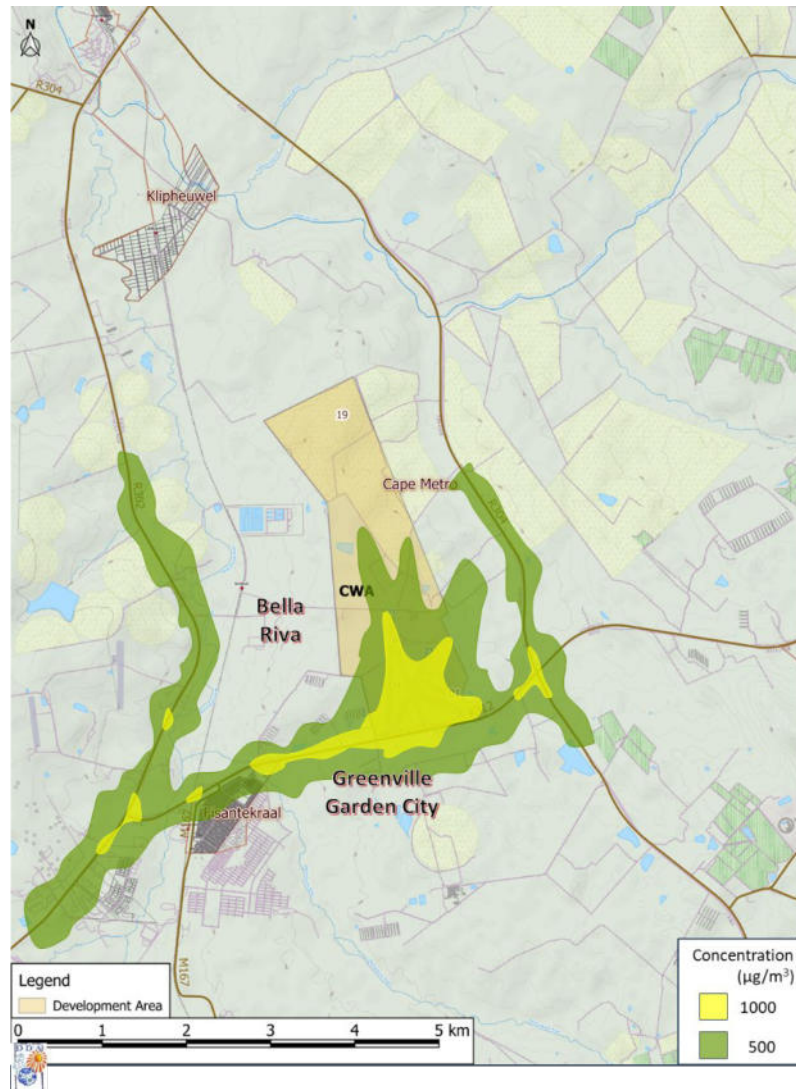 N
R304
Klipheuwel
19
Cape Metro
R302
R304
CWA
Bella
Riva
Greenville
Garden City
Fisantekraal
M167
Legend
Development Area
0 1 2 3 4 5 km
Concentration
(µg/m³)
1000
500